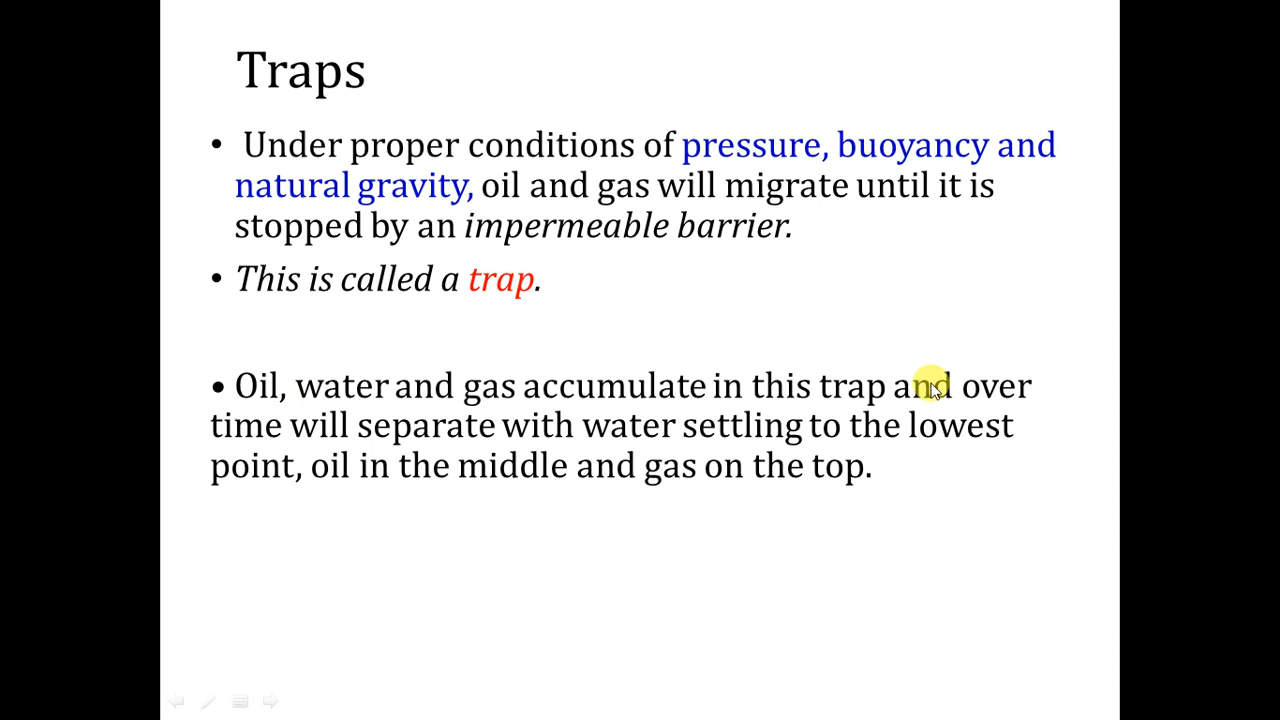 Traps
• Under proper conditions of pressure, buoyancy and
natural gravity, oil and gas will migrate until it is
stopped by an impermeable barrier.
• This is called a trap.
• Oil, water and gas accumulate in this trap and over
time will separate with water settling to the lowest
point, oil in the middle and gas on the top.